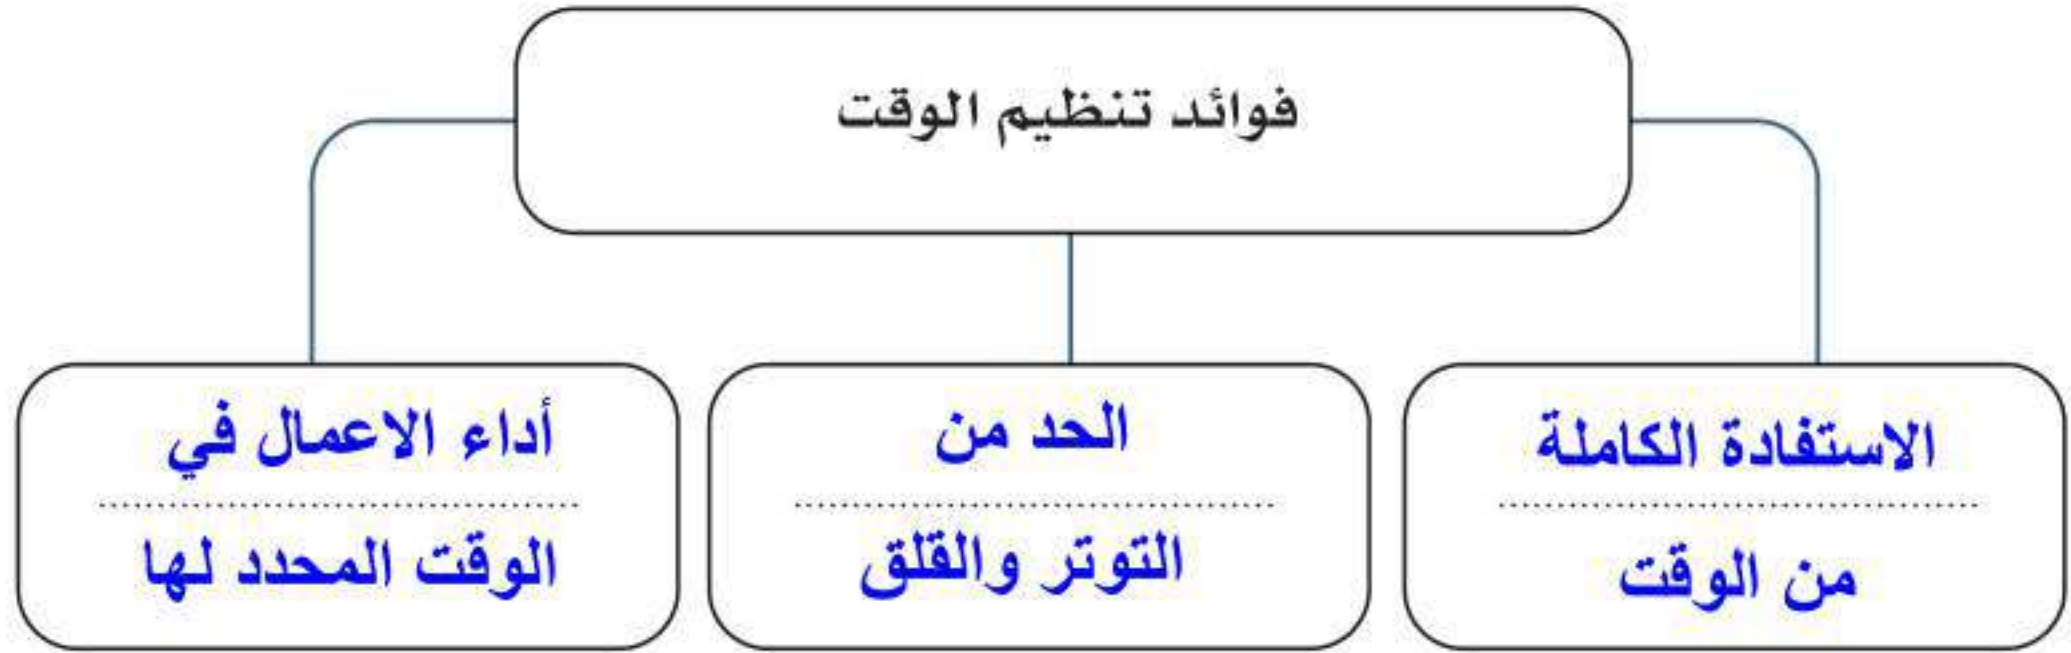 فوائد تنظيم الوقت
الاستفادة الكاملة
من الوقت
الحد من
التوتر والقلق
أداء الاعمال في
الوقت المحدد لها